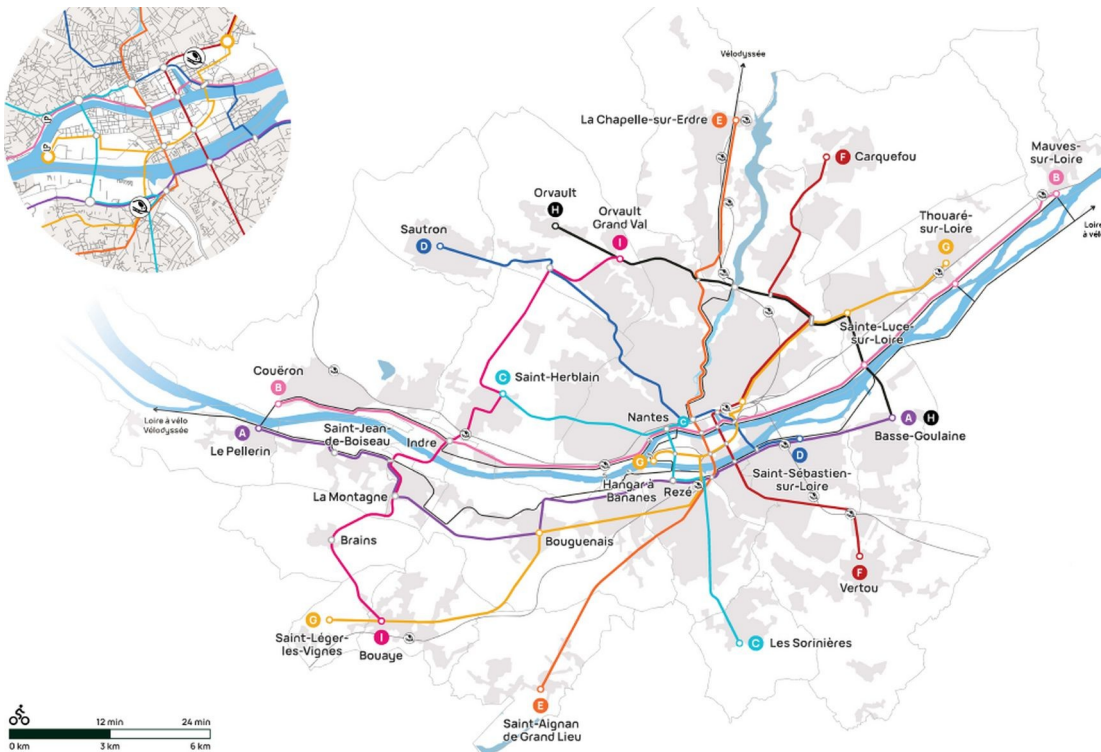 Vélodyssée
La Chapelle-sur-Erdre
E
F
Carquefou
Mauves-
sur-Loire
B
Loire
à vélo
Orvault
H
Orvault
Grand Val
I
Thouaré-
sur-Loire
G
Sautron
D
Sainte-Luce-
sur-Loire
Couëron
B
C
Saint-Herblain
Nantes
C
A
H
Basse-Goulaine
Loire à vélo
Vélodyssée
A
Le Pellerin
Saint-Jean-
de-Boiseau
Indre
G
Hangar à
Bananes
Rezé
D
Saint-Sébastien-
sur-Loire
La Montagne
Brains
Bouguenais
F
Vertou
G
Saint-Léger-
les-Vignes
I
Bouaye
C
Les Sorinières
E
Saint-Aignan
de Grand Lieu
12 min
24 min
0 km
3 km
6 km